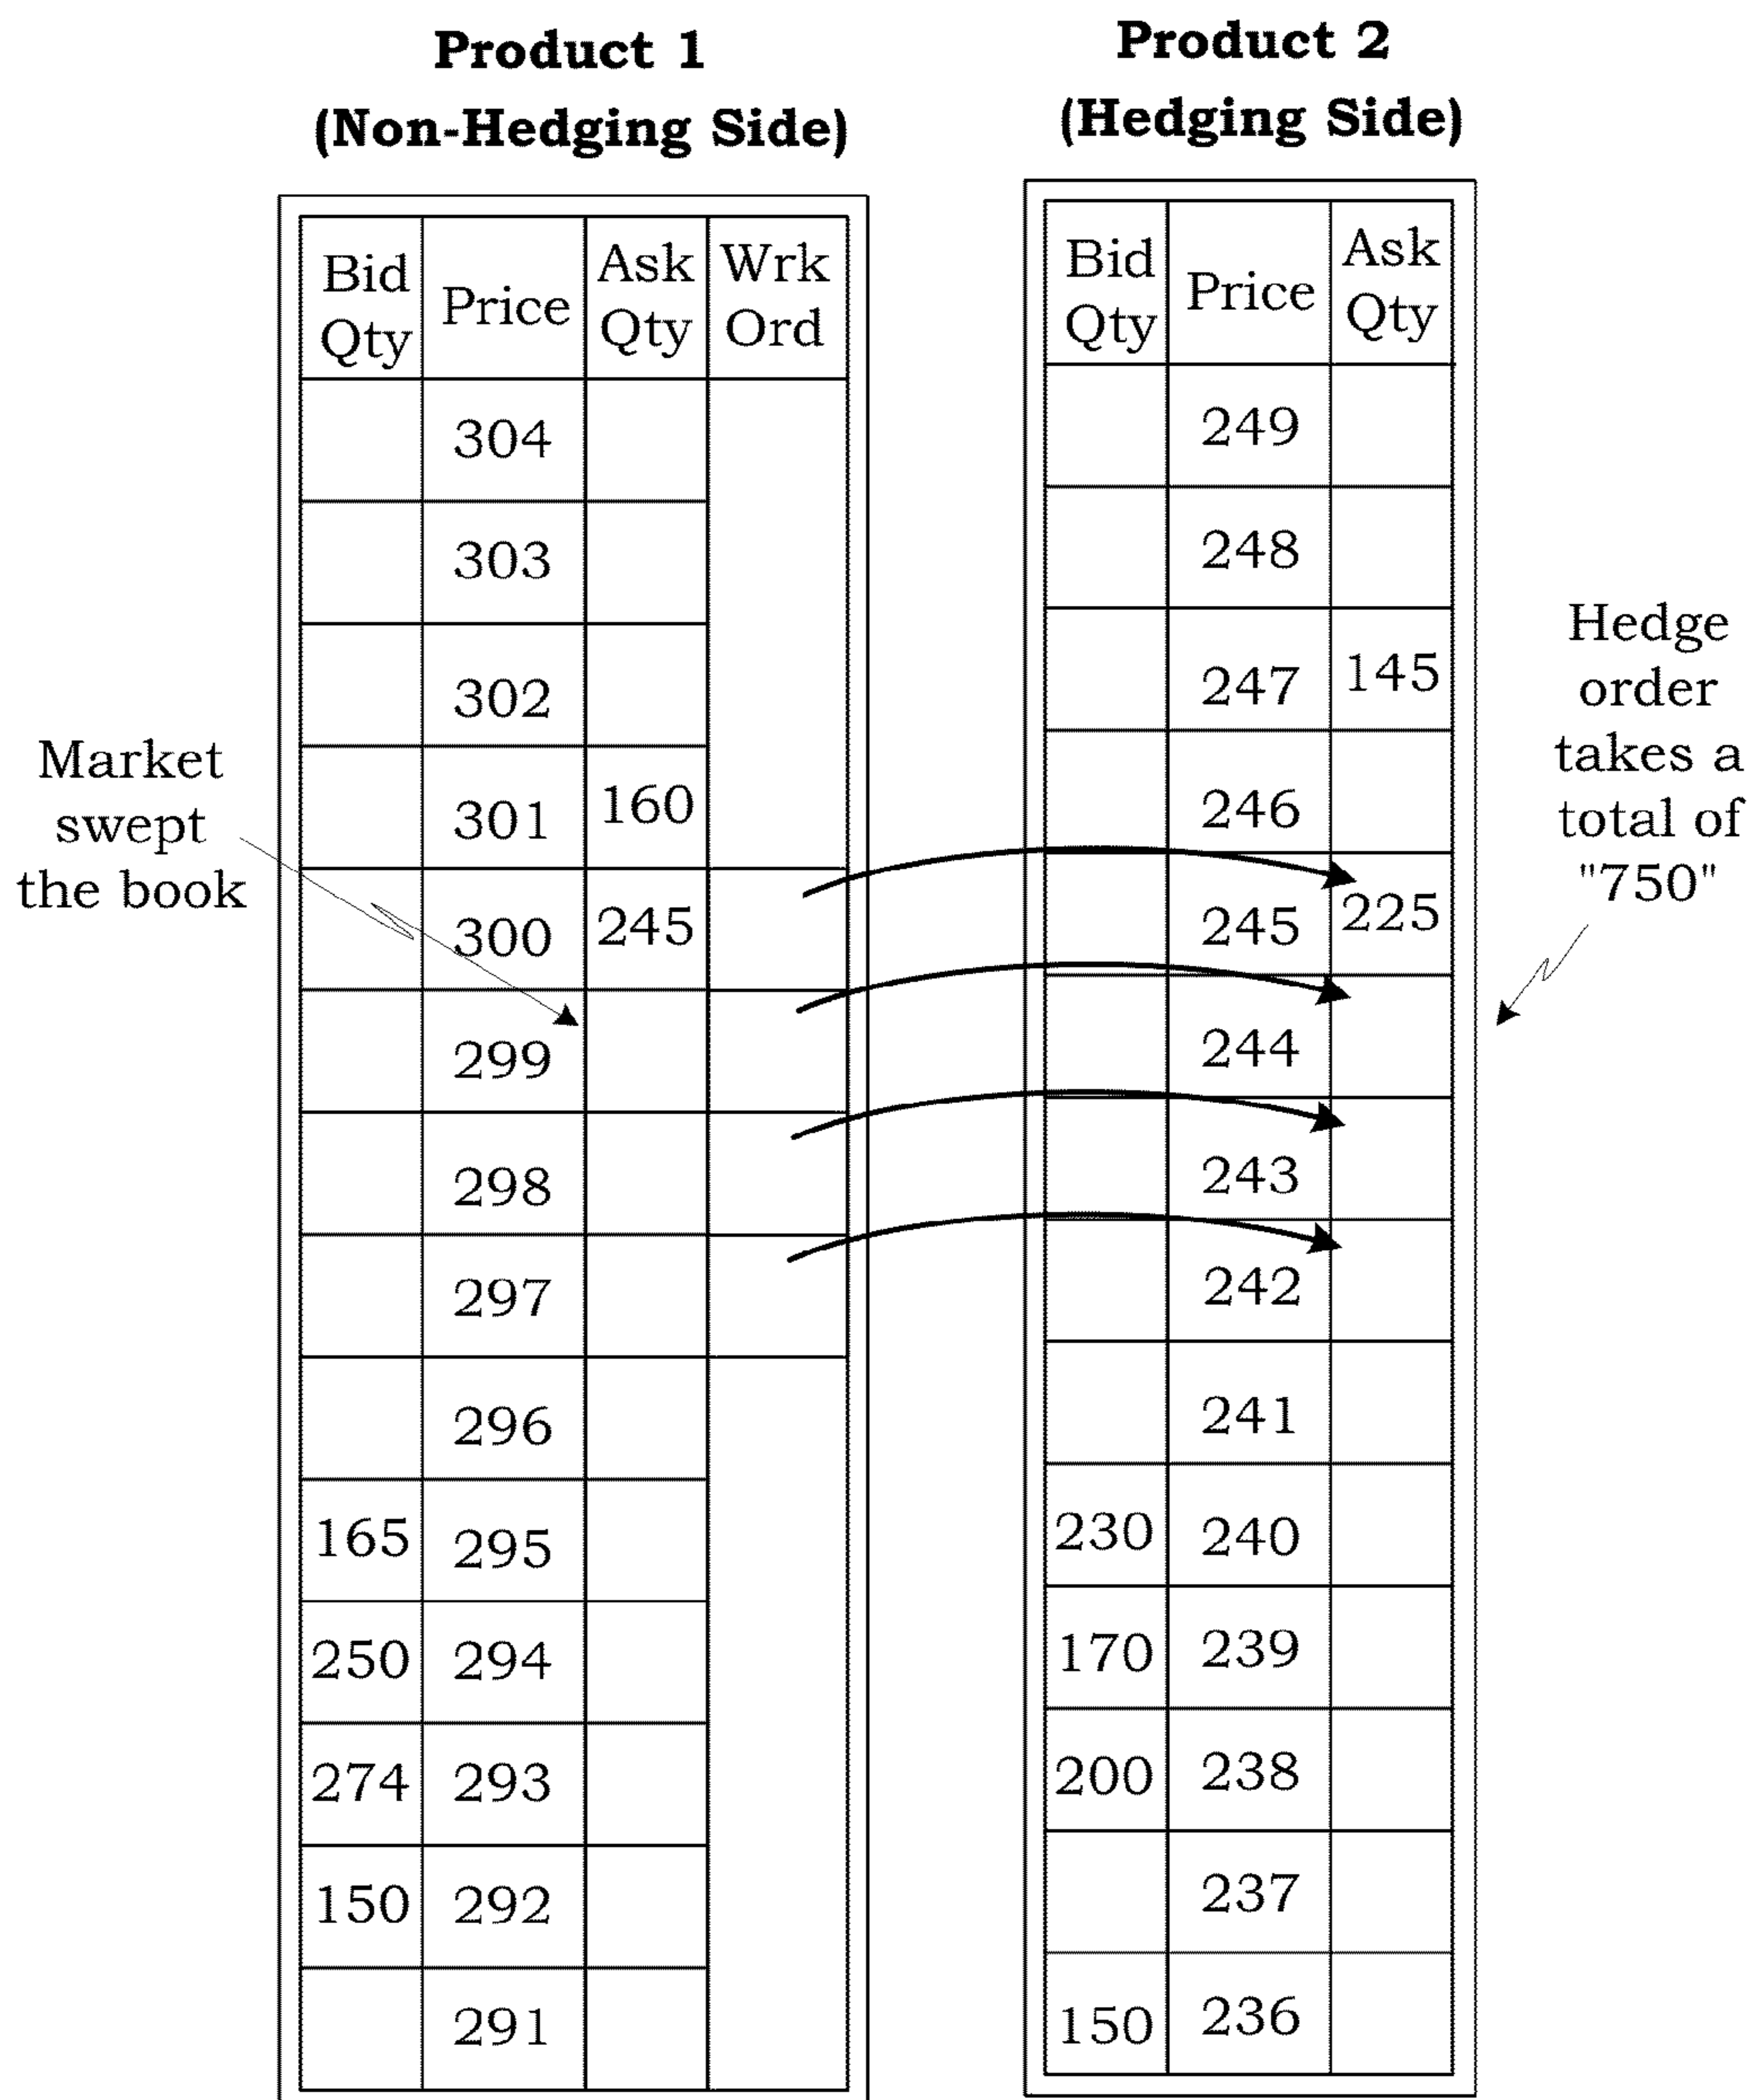 Product 1
(Non-Hedging Side)
Bid Qty Price Ask Qty Wrk Ord
304
303
302
301 160
300 245
299
298
297
296
165 295
250 294
274 293
150 292
291
Market
swept
the book
Product 2
(Hedging Side)
Bid Qty Price Ask Qty
249
248
247 145
246
245 225
244
243
242
241
230 240
170 239
200 238
237
150 236
Hedge
order
takes a
total of
"750"